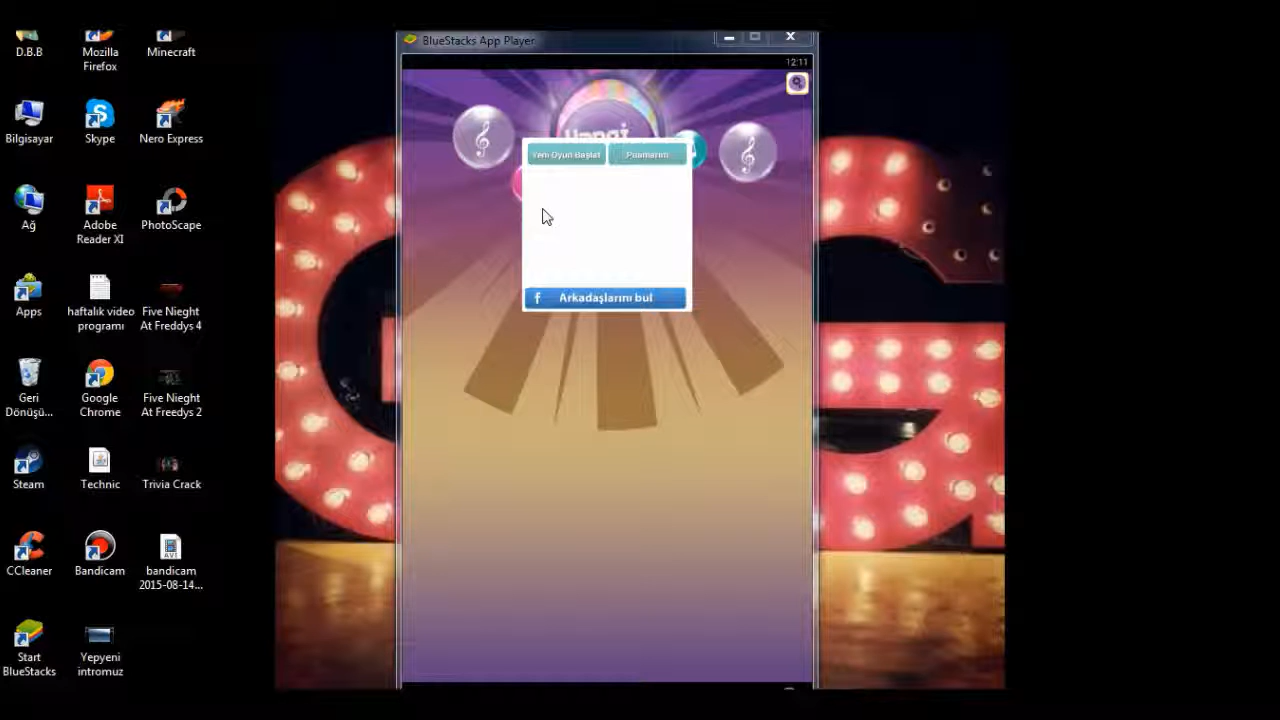 D.B.B
Mozilla
Firefox
Minecraft
Bilgisayar
Skype
Nero Express
Ağ
Adobe
Reader XI
PhotoScape
Apps
haftalık video
programı
Five Nieght
At Freddys 4
Geri
Dönüşü...
Google
Chrome
Five Nieght
At Freedys 2
Steam
Technic
Trivia Crack
CCleaner
Bandicam
bandicam
2015-08-14...
Start
BlueStacks
Yepyeni
intromuz
BlueStacks App Player
12:11
Hangi
Yeni Oyun Başlat
Puanlarım
f Arkadaşlarını bul